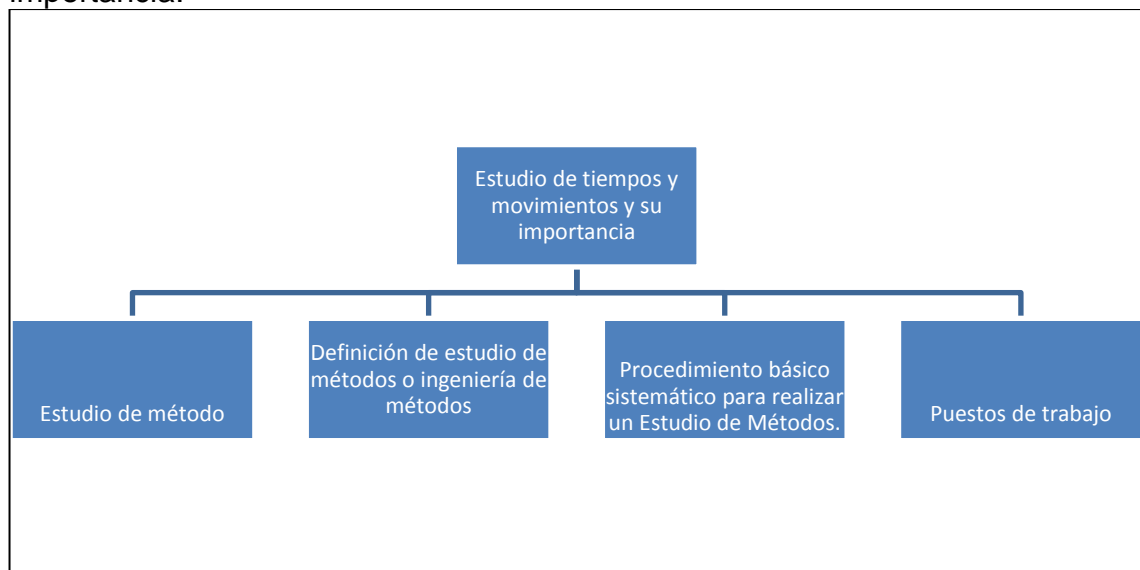 importancia.
Estudio de tiempos y
movimientos y su
importancia
Estudio de método
Definición de estudio de
métodos o ingeniería de
métodos
Procedimiento básico
sistemático para realizar
un Estudio de Métodos.
Puestos de trabajo